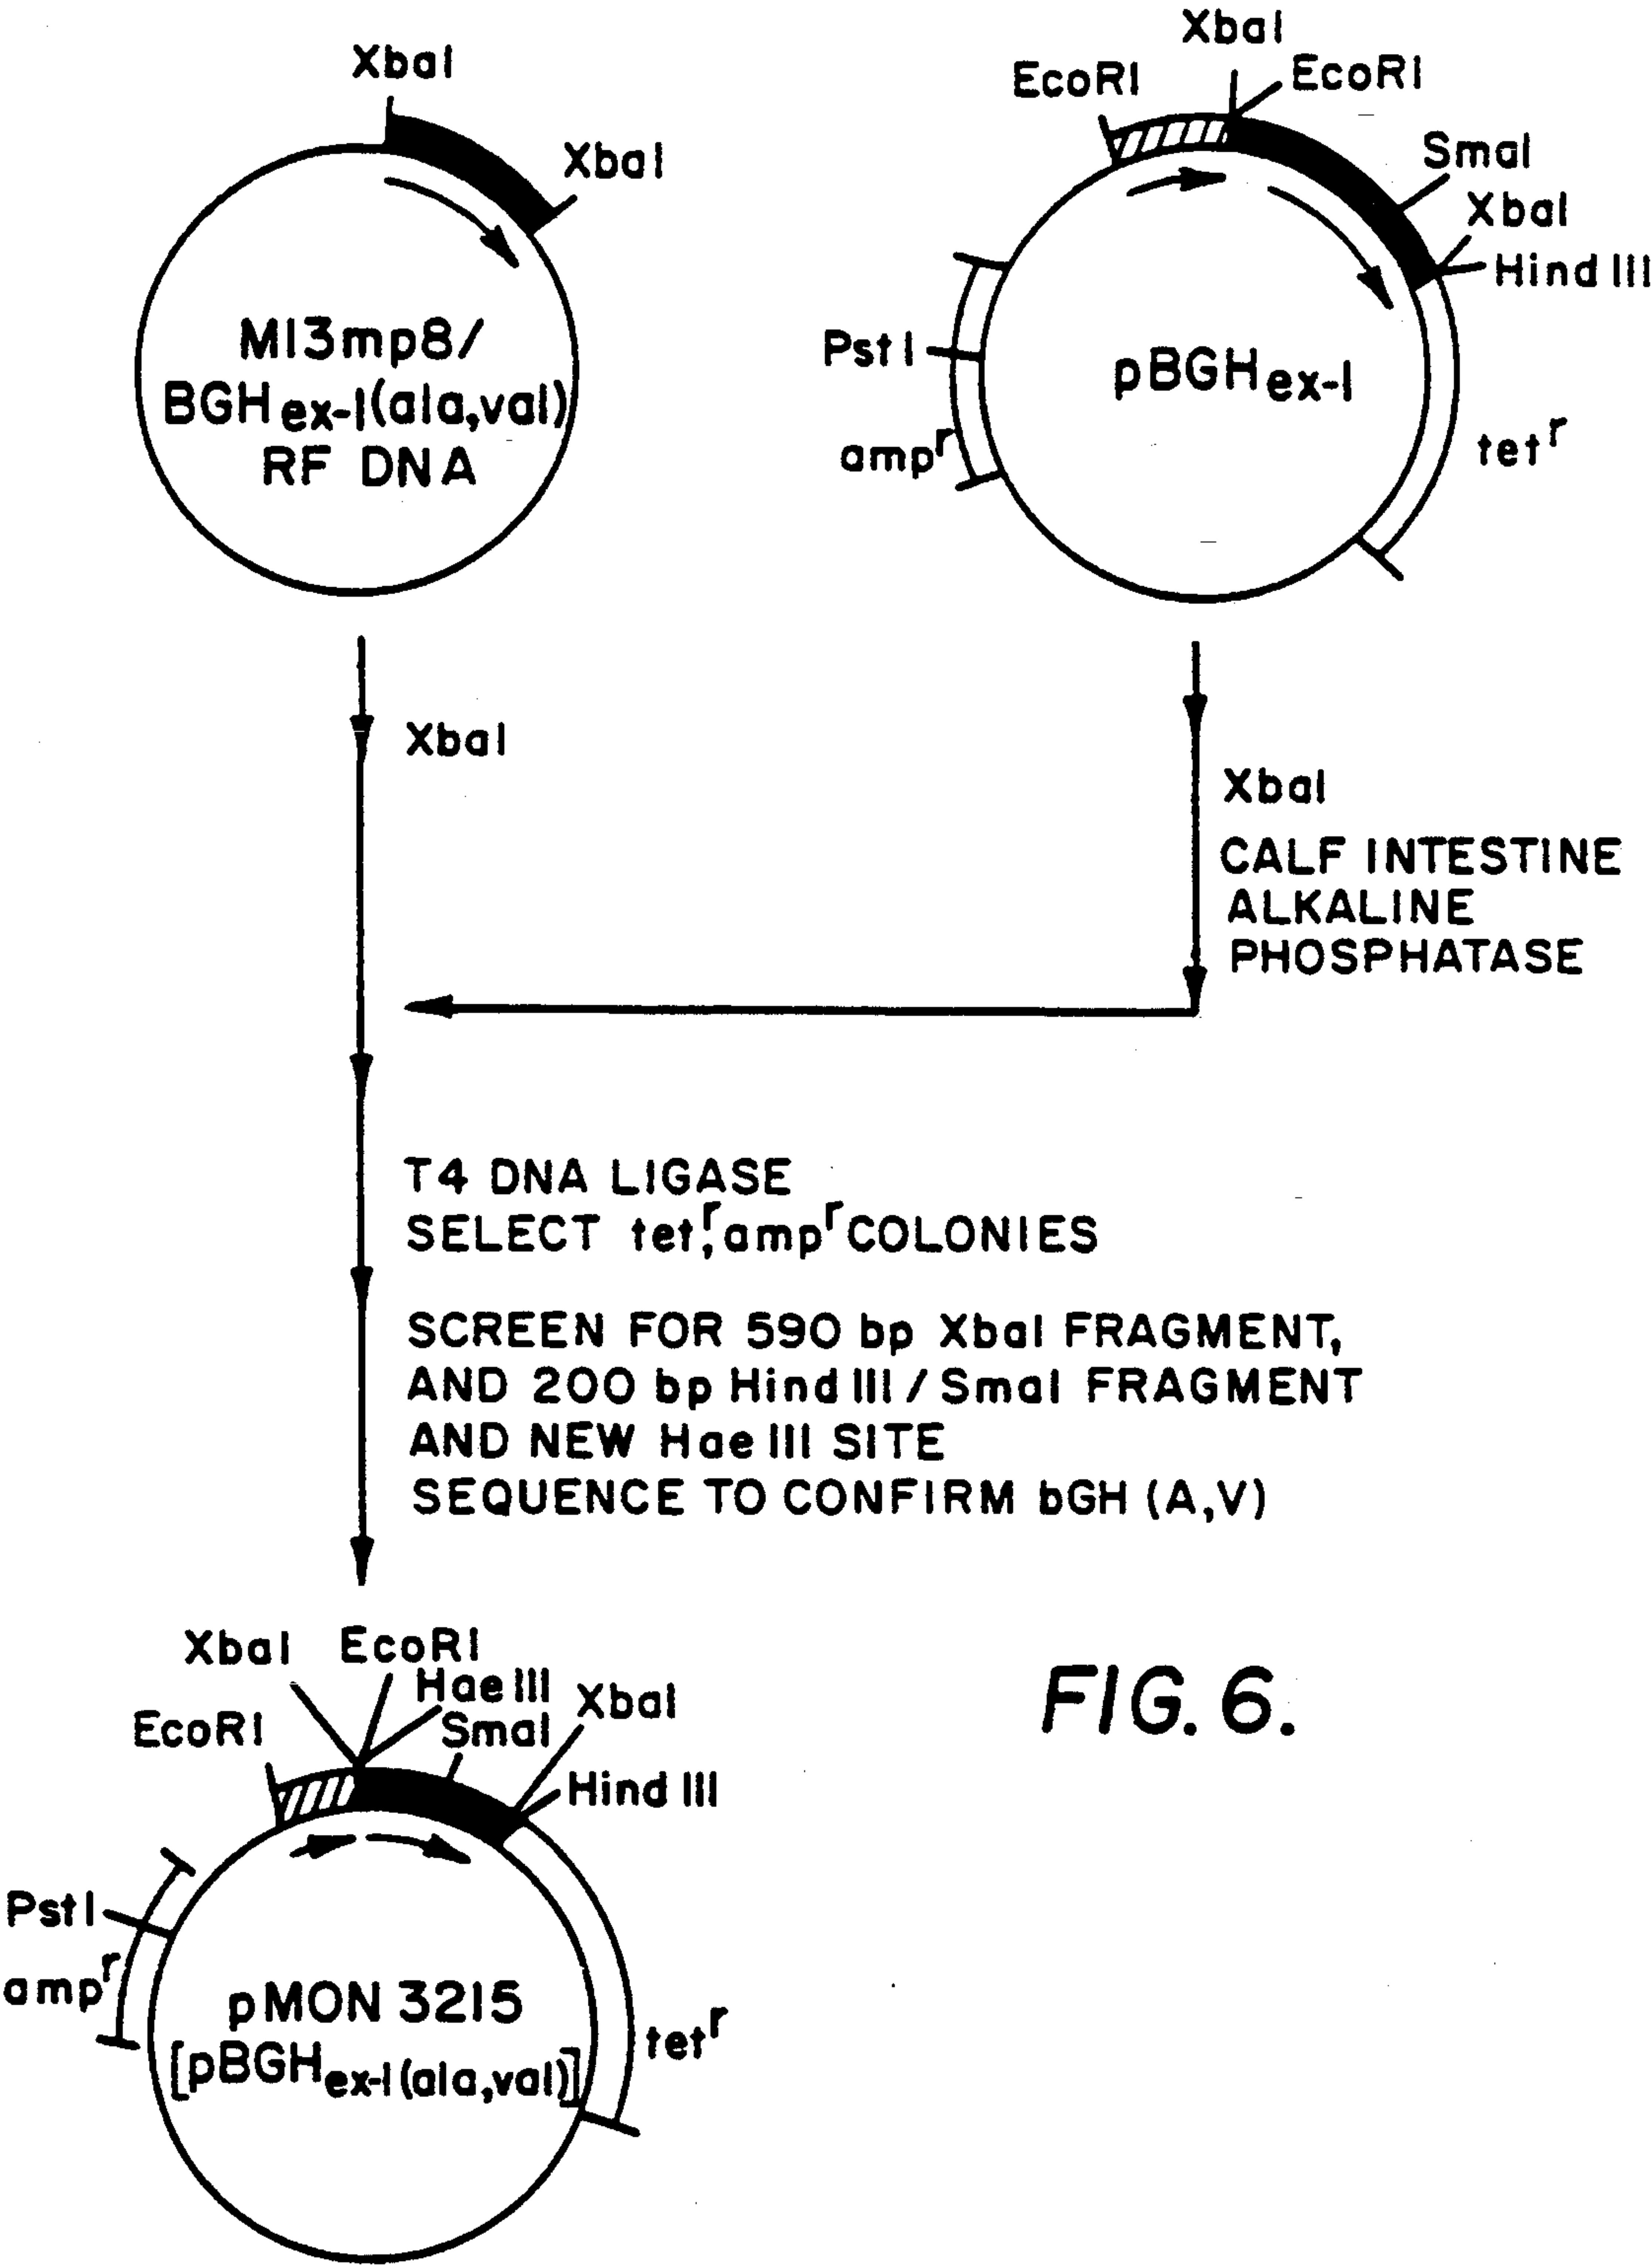 XbaI
XbaI
M13mp8/
BGHex-1(ala,val)
RF DNA
XbaI
EcoRI
EcoRI
SmaI
XbaI
Hind III
PstI
pBGHex-1
ampr
tetr
XbaI
XbaI
CALF INTESTINE
ALKALINE
PHOSPHATASE
T4 DNA LIGASE
SELECT tetr, ampr COLONIES
SCREEN FOR 590 bp XbaI FRAGMENT,
AND 200 bp Hind III / SmaI FRAGMENT
AND NEW Hae III SITE
SEQUENCE TO CONFIRM bGH (A,V)
XbaI
EcoRI
Hae III
XbaI
EcoRI
SmaI
Hind III
PstI
ampr
pMON 3215
[pBGHex-1(ala,val)]
tetr
FIG. 6.